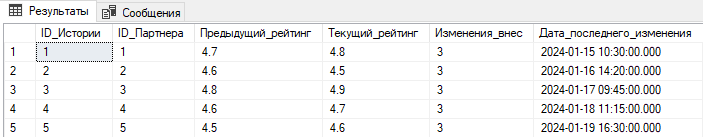 Результаты Сообщения
ID_Истории ID_Партнера Предыдущий_рейтинг Текущий_рейтинг Изменения_внес Дата_последнего_изменения
1 1 1 4.7 4.8 3 2024-01-15 10:30:00.000
2 2 2 4.6 4.5 3 2024-01-16 14:20:00.000
3 3 3 4.8 4.9 3 2024-01-17 09:45:00.000
4 4 4 4.6 4.7 3 2024-01-18 11:15:00.000
5 5 5 4.5 4.6 3 2024-01-19 16:30:00.000